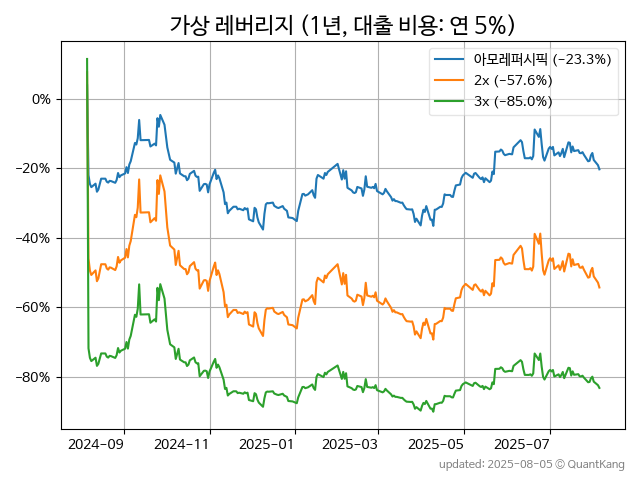 가상 레버리지 (1년, 대출 비용: 연 5%)
아모레퍼시픽 (−23.3%)
2x (−57.6%)
3x (−85.0%)
0%
−20%
−40%
−60%
−80%
2024-09
2024-11
2025-01
2025-03
2025-05
2025-07
updated: 2025-08-05 © QuantKang